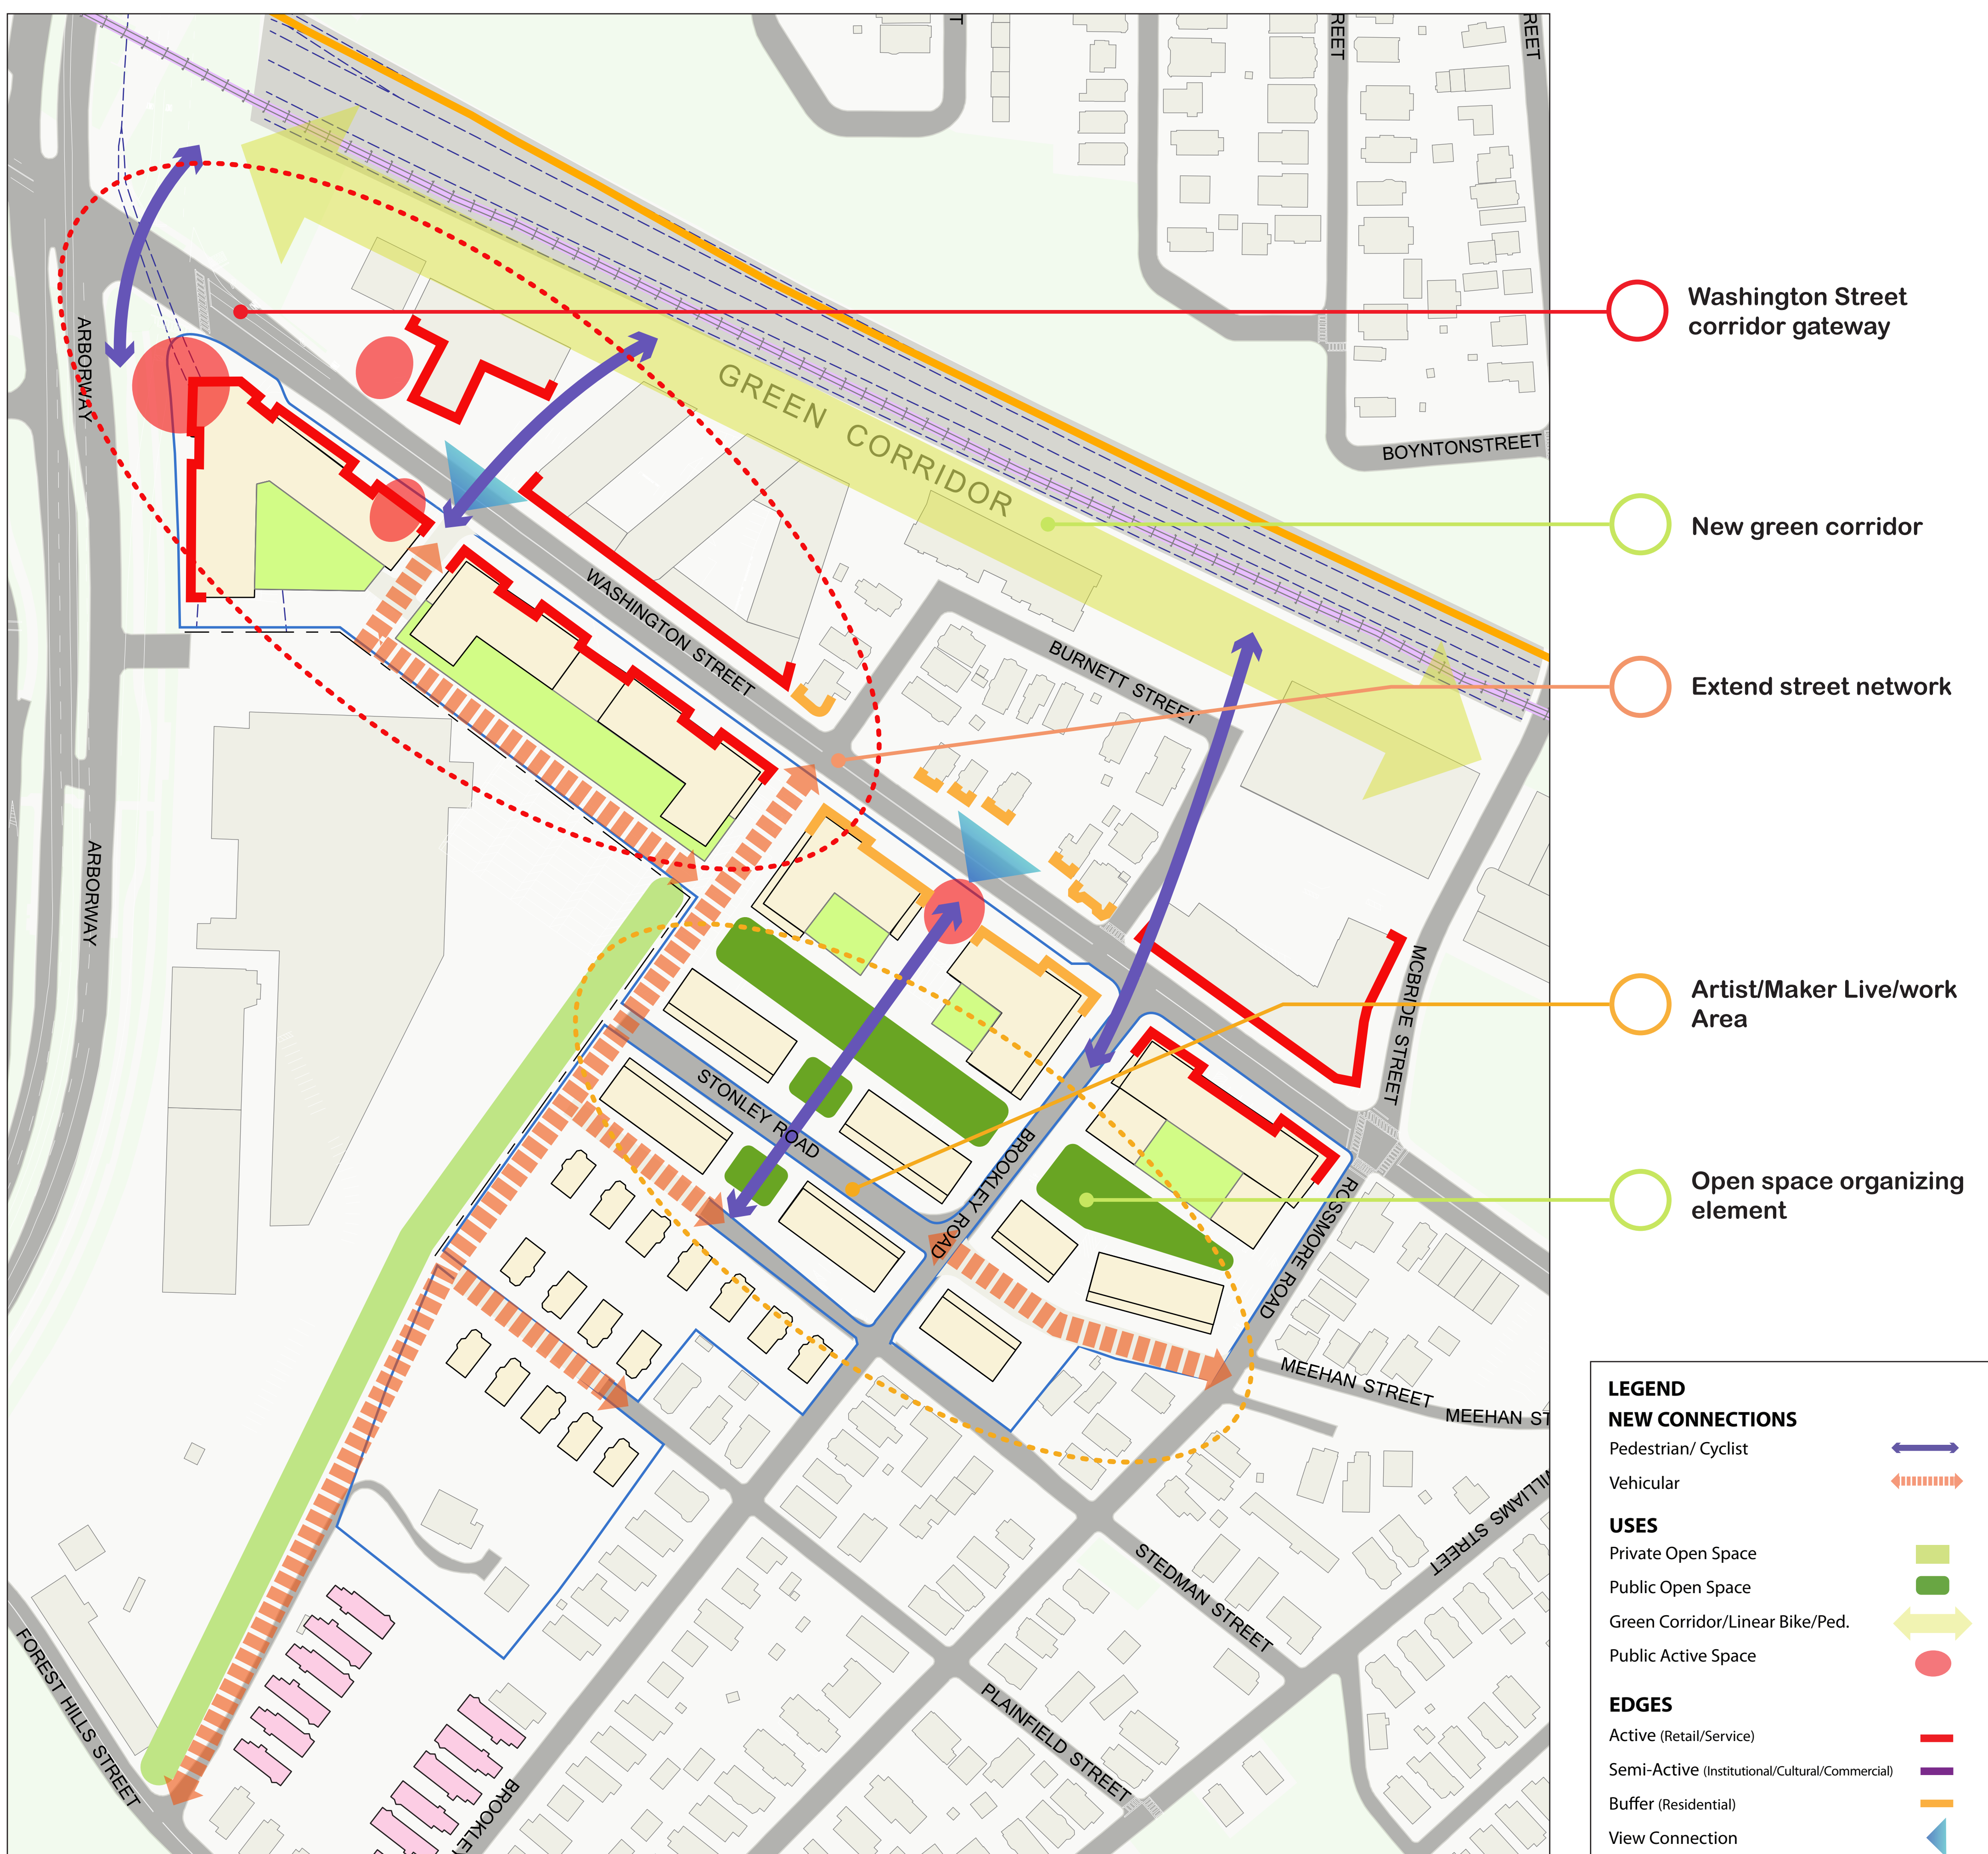 STREET
STREET
ARBORWAY
GREEN CORRIDOR
BOYNTONSTREET
WASHINGTON STREET
BURNETT STREET
ARBORWAY
MCBRIDE STREET
STONLEY ROAD
BROOKLEY ROAD
ROSSMORE ROAD
MEEHAN STREET
MEEHAN ST
WILLIAMS STREET
STEDMAN STREET
PLAINFIELD STREET
FOREST HILLS STREET
BROOKLE
Washington Street
corridor gateway
New green corridor
Extend street network
Artist/Maker Live/work
Area
Open space organizing
element
LEGEND
NEW CONNECTIONS
Pedestrian/ Cyclist
Vehicular
USES
Private Open Space
Public Open Space
Green Corridor/Linear Bike/Ped.
Public Active Space
EDGES
Active (Retail/Service)
Semi-Active (Institutional/Cultural/Commercial)
Buffer (Residential)
View Connection